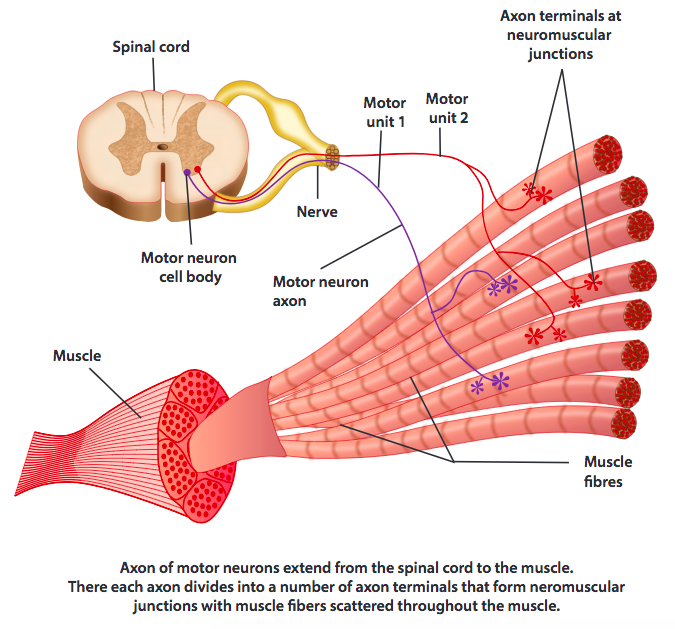 Axon terminals at
neuromuscular
junctions
Spinal cord
Motor
unit 1
Motor
unit 2
Nerve
Motor neuron
cell body
Motor neuron
axon
Muscle
Muscle
fibres
Axon of motor neurons extend from the spinal cord to the muscle.
There each axon divides into a number of axon terminals that form neromuscular
junctions with muscle fibers scattered throughout the muscle.